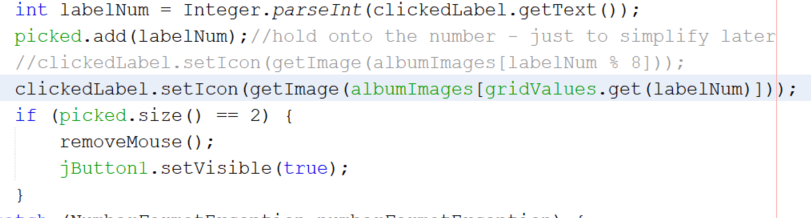 int labelNum = Integer.parseInt(clickedLabel.getText());
picked.add(labelNum);//hold onto the number - just to simplify later
//clickedLabel.setIcon(getImage(albumImages[labelNum % 8]));
clickedLabel.setIcon(getImage(albumImages[gridValues.get(labelNum)]));
if (picked.size() == 2) {
removeMouse();
jButton1.setVisible(true);
}
(NumberFormatException numberFormatException) {